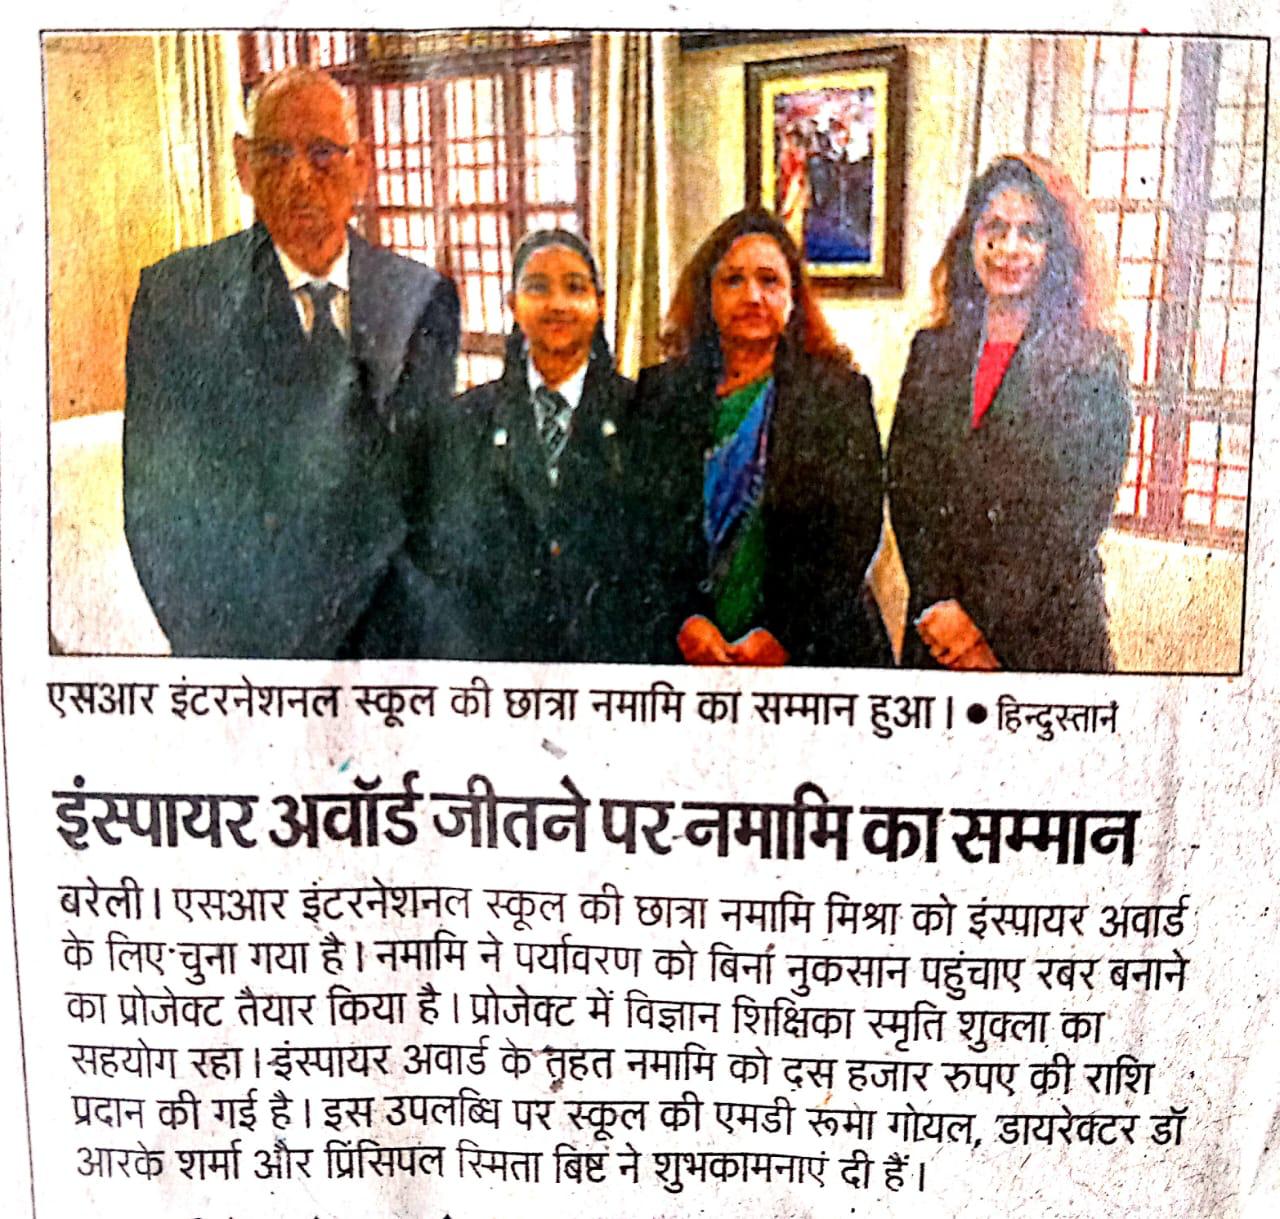 एसआर इंटरनेशनल स्कूल की छात्रा नमामि का सम्मान हुआ। ● हिन्दुस्तान
इंस्पायर अवॉर्ड जीतने पर नमामि का सम्मान
बरेली। एसआर इंटरनेशनल स्कूल की छात्रा नमामि मिश्रा को इंस्पायर अवार्ड
के लिए चुना गया है। नमामि ने पर्यावरण को बिना नुकसान पहुंचाए रबर बनाने
का प्रोजेक्ट तैयार किया है। प्रोजेक्ट में विज्ञान शिक्षिका स्मृति शुक्ला का
सहयोग रहा। इंस्पायर अवार्ड के तहत नमामि को दस हजार रुपए की राशि
प्रदान की गई है। इस उपलब्धि पर स्कूल की एमडी रूमा गोयल, डायरेक्टर डॉ
आरके शर्मा और प्रिंसिपल स्मिता बिष्ट ने शुभकामनाएं दी हैं।